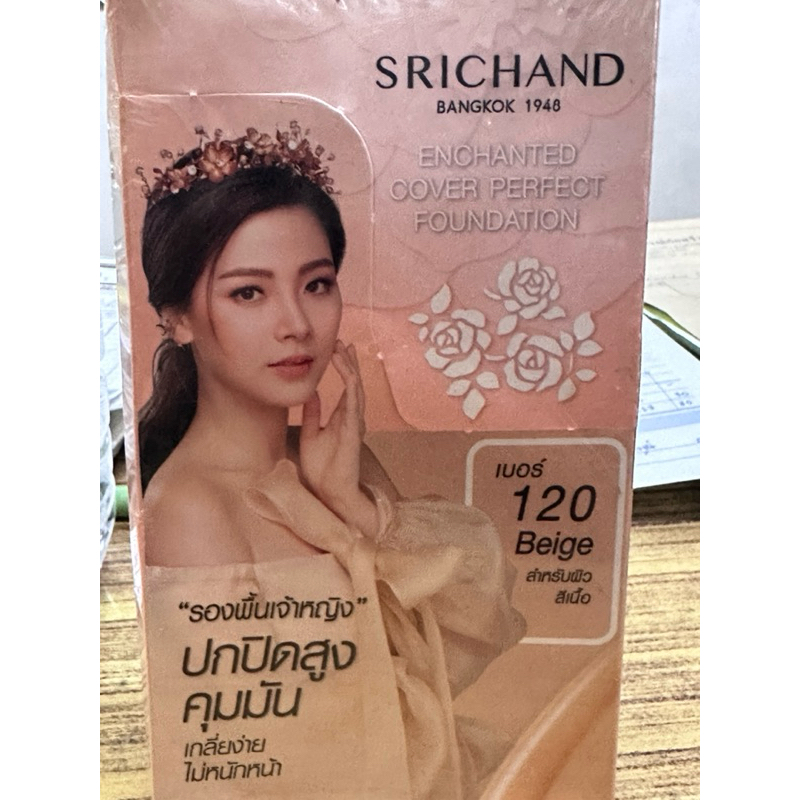 SRICHAND
BANGKOK 1948
ENCHANTED
COVER PERFECT
FOUNDATION
เบอร์
120
Beige
สำหรับผิว
สีเนื้อ
“รองพื้นเจ้าหญิง”
ปกปิดสูง
คุมมัน
เกลี่ยง่าย
ไม่หนักหน้า